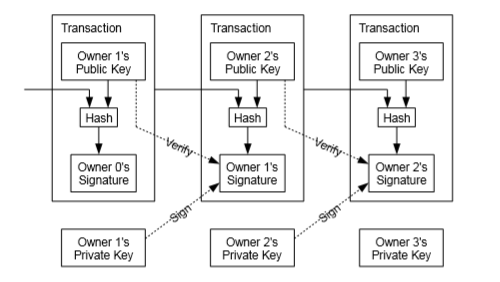 Transaction
Transaction
Transaction
Owner 1's
Public Key
Owner 2's
Public Key
Owner 3's
Public Key
Hash
Hash
Hash
Verify
Verify
Owner 0's
Signature
Owner 1's
Signature
Owner 2's
Signature
Sign
Sign
Owner 1's
Private Key
Owner 2's
Private Key
Owner 3's
Private Key